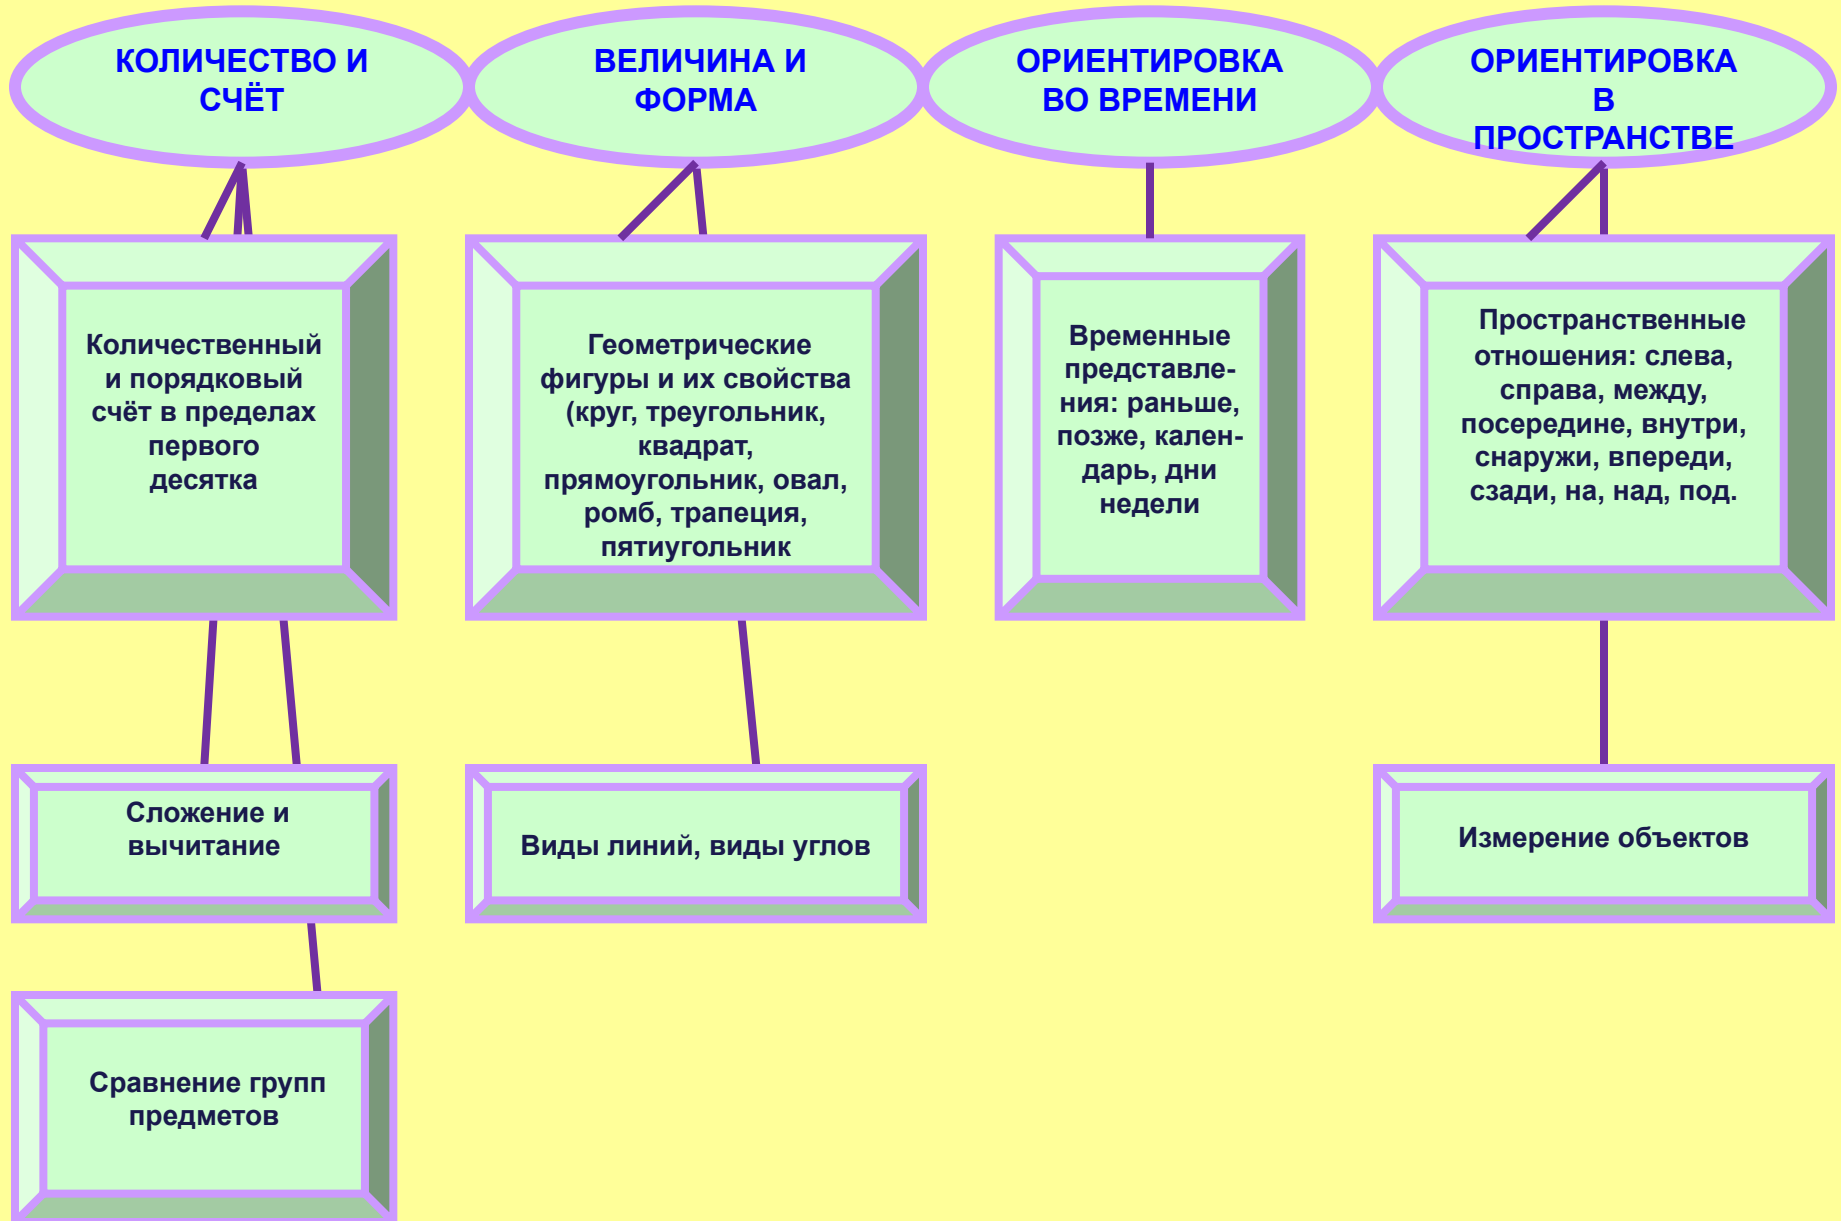 КОЛИЧЕСТВО И
СЧЁТ
ВЕЛИЧИНА И
ФОРМА
ОРИЕНТИРОВКА
ВО ВРЕМЕНИ
ОРИЕНТИРОВКА
В
ПРОСТРАНСТВЕ
Количественный
и порядковый
счёт в пределах
первого
десятка
Геометрические
фигуры и их свойства
(круг, треугольник,
квадрат,
прямоугольник, овал,
ромб, трапеция,
пятиугольник
Временные
представле-
ния: раньше,
позже, кален-
дарь, дни
недели
Пространственные
отношения: слева,
справа, между,
посередине, внутри,
снаружи, впереди,
сзади, на, над, под.
Сложение и
вычитание
Виды линий, виды углов
Измерение объектов
Сравнение групп
предметов